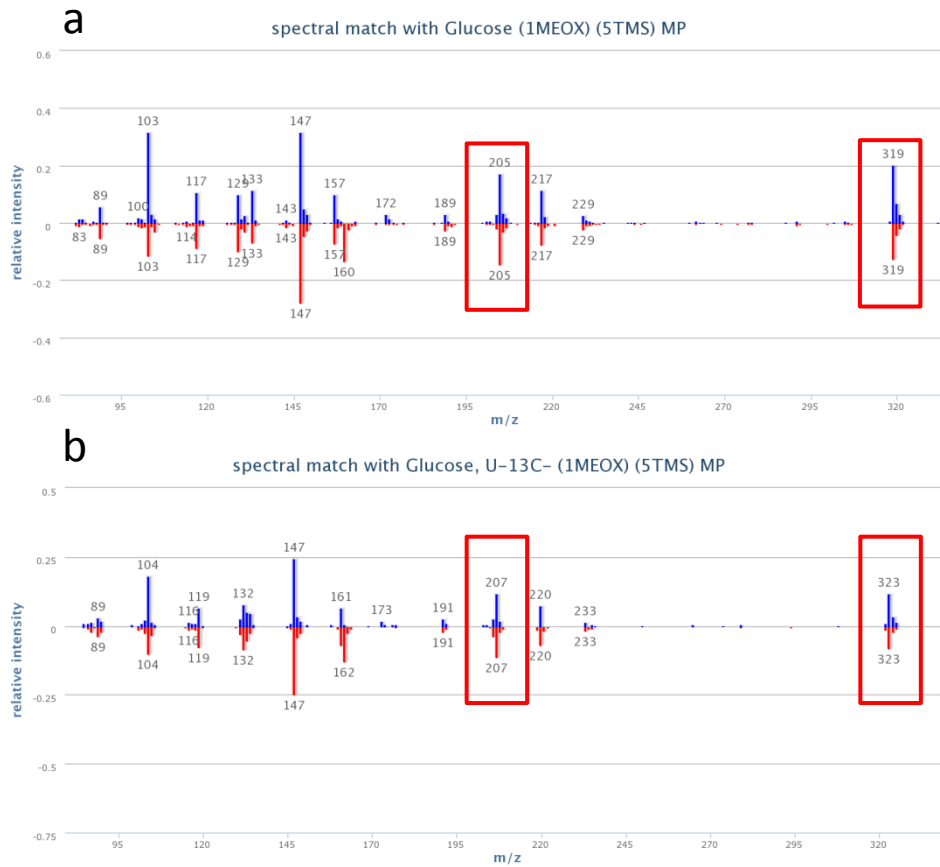 a
spectral match with Glucose (1MEOX) (5TMS) MP
0.6
0.4
0.2
0
-0.2
-0.4
-0.6
relative intensity
89 100 103 117 129 133 143 147 157 172 189 205 217 229 319
83 89 103 114 117 129 133 143 147 157 160 189 205 217 229 319
95 120 145 170 195 220 245 270 295 320
m/z
b
spectral match with Glucose, U-13C- (1MEOX) (5TMS) MP
0.5
0.25
0
-0.25
-0.5
-0.75
relative intensity
89 104 116 119 132 147 161 173 191 207 220 233 323
89 104 116 119 132 147 162 191 207 220 233 323
95 120 145 170 195 220 245 270 295 320
m/z